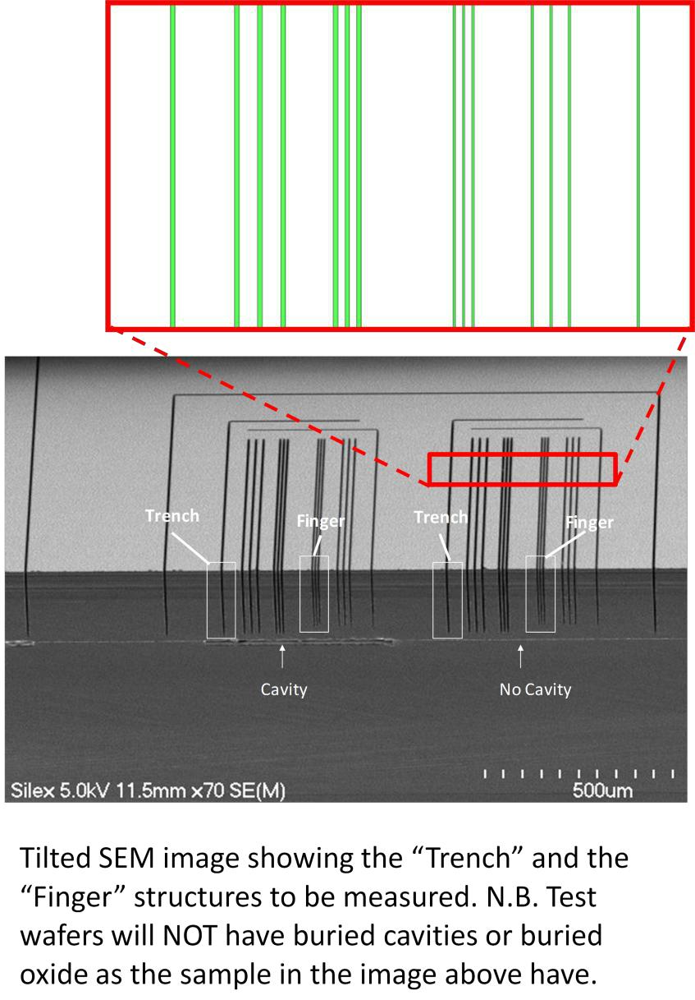 Trench
Finger
Trench
Finger
Cavity
No Cavity
Silex 5.0kV 11.5mm x70 SE(M)
500um
Tilted SEM image showing the “Trench” and the
“Finger” structures to be measured. N.B. Test
wafers will NOT have buried cavities or buried
oxide as the sample in the image above have.